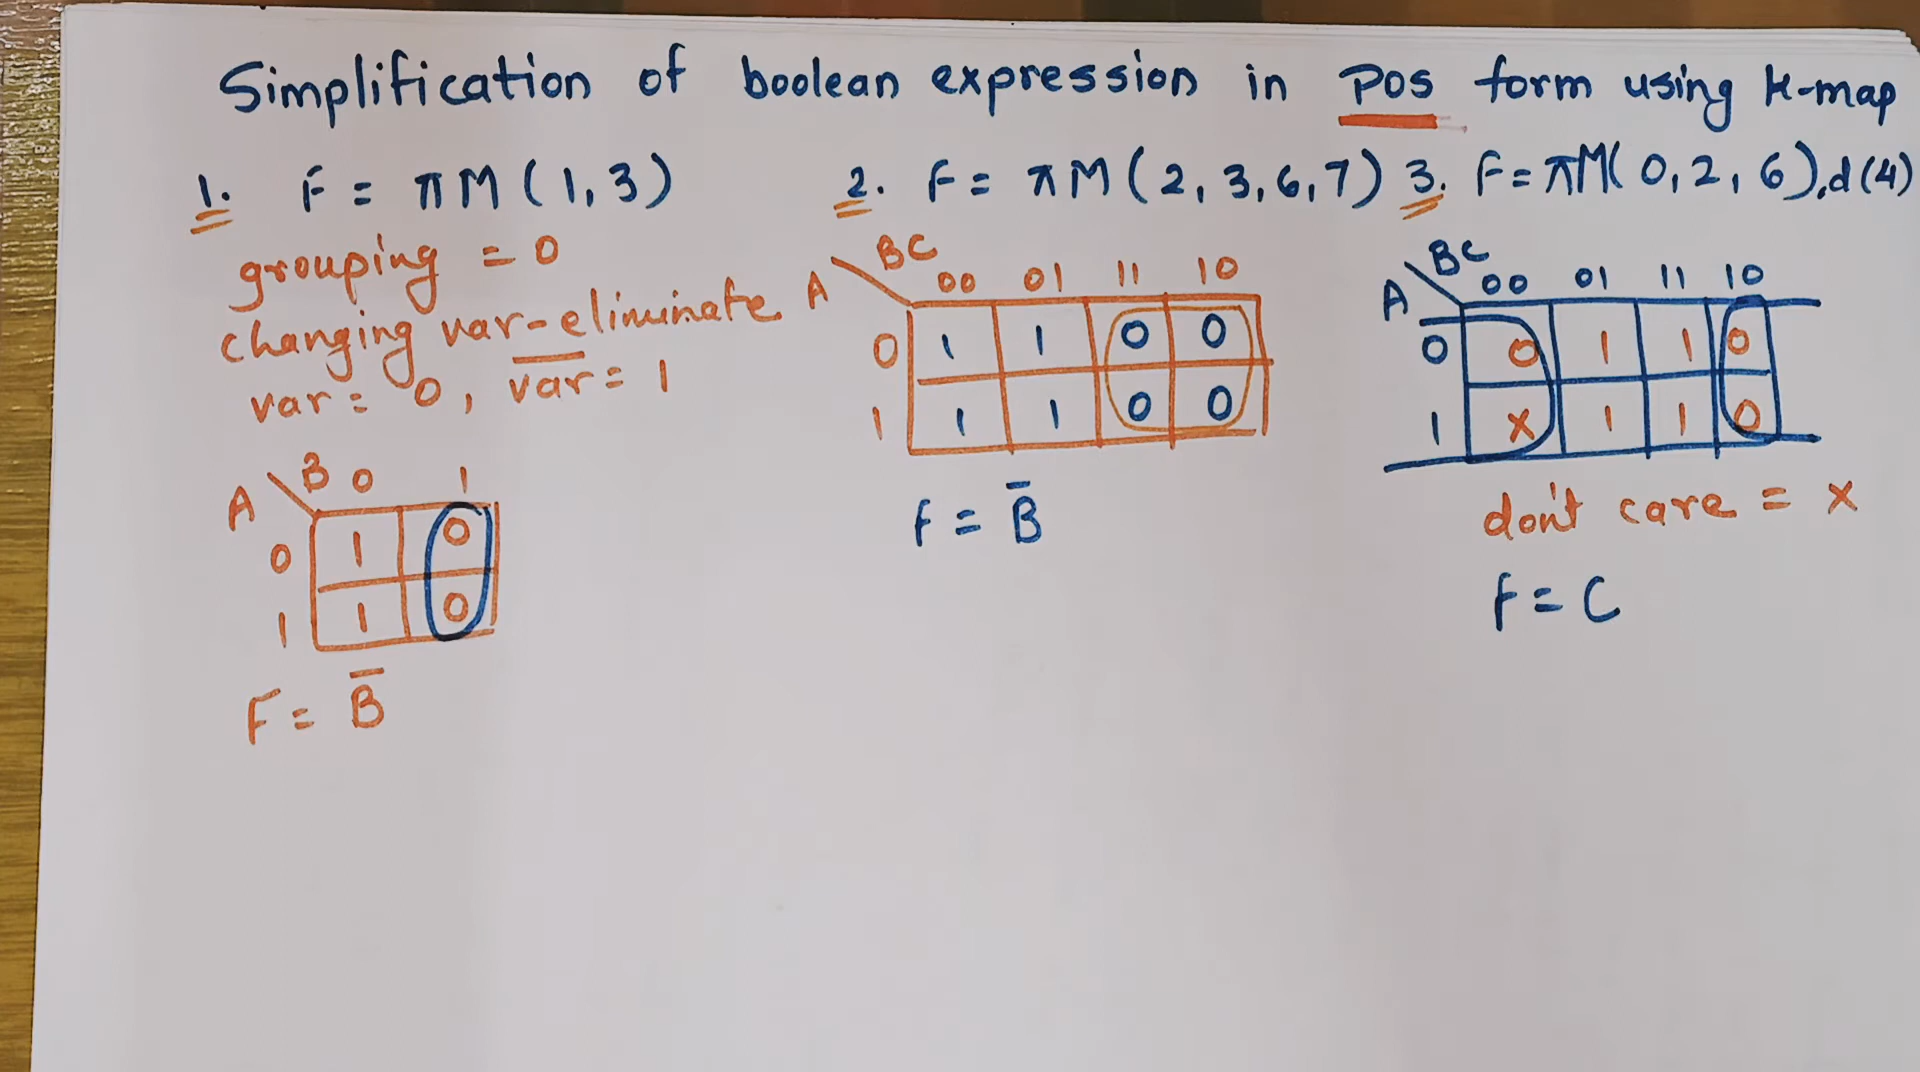 Simplification of boolean expression in POS form using K-map
1. F = πM (1,3)
grouping = 0
changing var-eliminate
var = 0, v̅a̅r̅ = 1
A B 0 1
0 1 0
1 1 0
F = B̅
2. F = πM (2,3,6,7)
A BC 00 01 11 10
0 1 1 0 0
1 1 1 0 0
F = B̅
3. F = πM( 0,2,6),d(4)
A BC 00 01 11 10
0 0 1 1 0
1 X 1 1 0
don't care = X
F = C